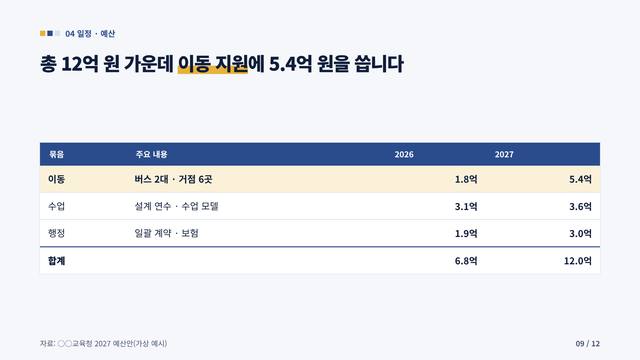 04 일정 · 예산
총 12억 원 가운데 이동 지원에 5.4억 원을 씁니다
묶음 주요 내용 2026 2027
이동 버스 2대 · 거점 6곳 1.8억 5.4억
수업 설계 연수 · 수업 모델 3.1억 3.6억
행정 일괄 계약 · 보험 1.9억 3.0억
합계 6.8억 12.0억
자료: ○○교육청 2027 예산안(가상 예시) 09 / 12